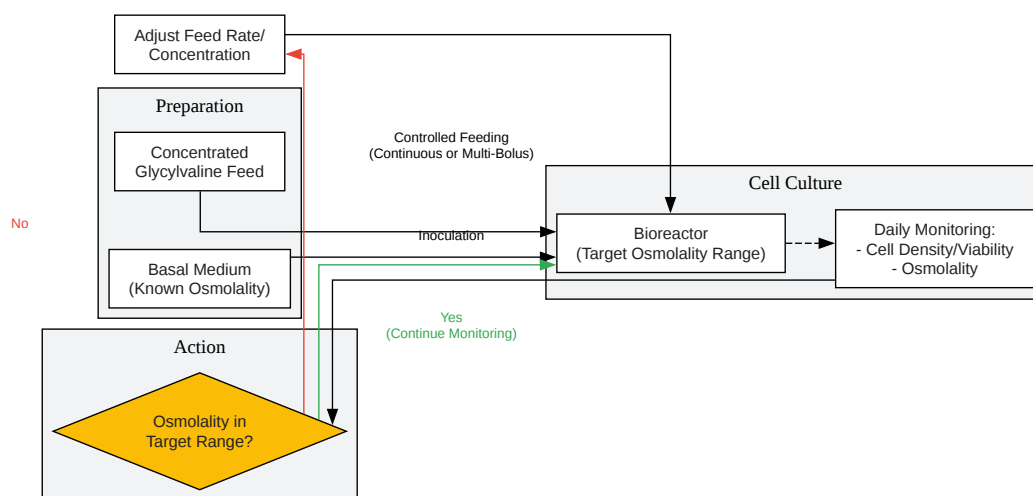 Adjust Feed Rate/
Concentration
Preparation
Concentrated
Glycylvaline Feed
Controlled Feeding
(Continuous or Multi-Bolus)
Cell Culture
No
Inoculation
Bioreactor
(Target Osmolality Range)
Daily Monitoring:
- Cell Density/Viability
- Osmolality
Basal Medium
(Known Osmolality)
Yes
(Continue Monitoring)
Action
Osmolality in
Target Range?